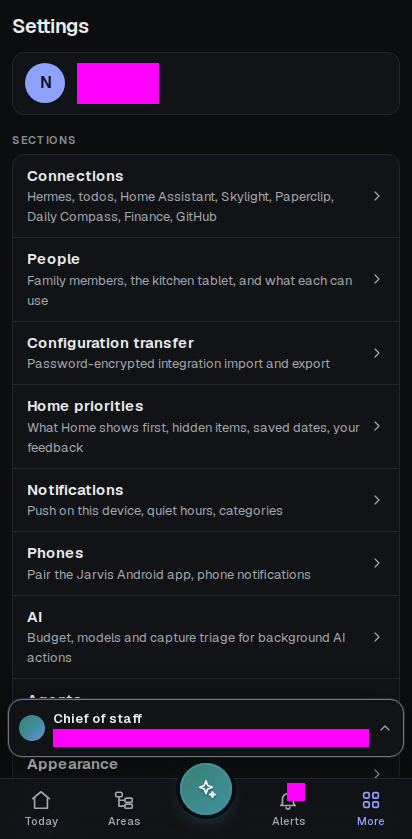 Settings
N
SECTIONS
Connections
Hermes, todos, Home Assistant, Skylight, Paperclip,
Daily Compass, Finance, GitHub
People
Family members, the kitchen tablet, and what each can
use
Configuration transfer
Password-encrypted integration import and export
Home priorities
What Home shows first, hidden items, saved dates, your
feedback
Notifications
Push on this device, quiet hours, categories
Phones
Pair the Jarvis Android app, phone notifications
AI
Budget, models and capture triage for background AI
actions
Chief of staff
Appearance
Today
Areas
Alerts
More